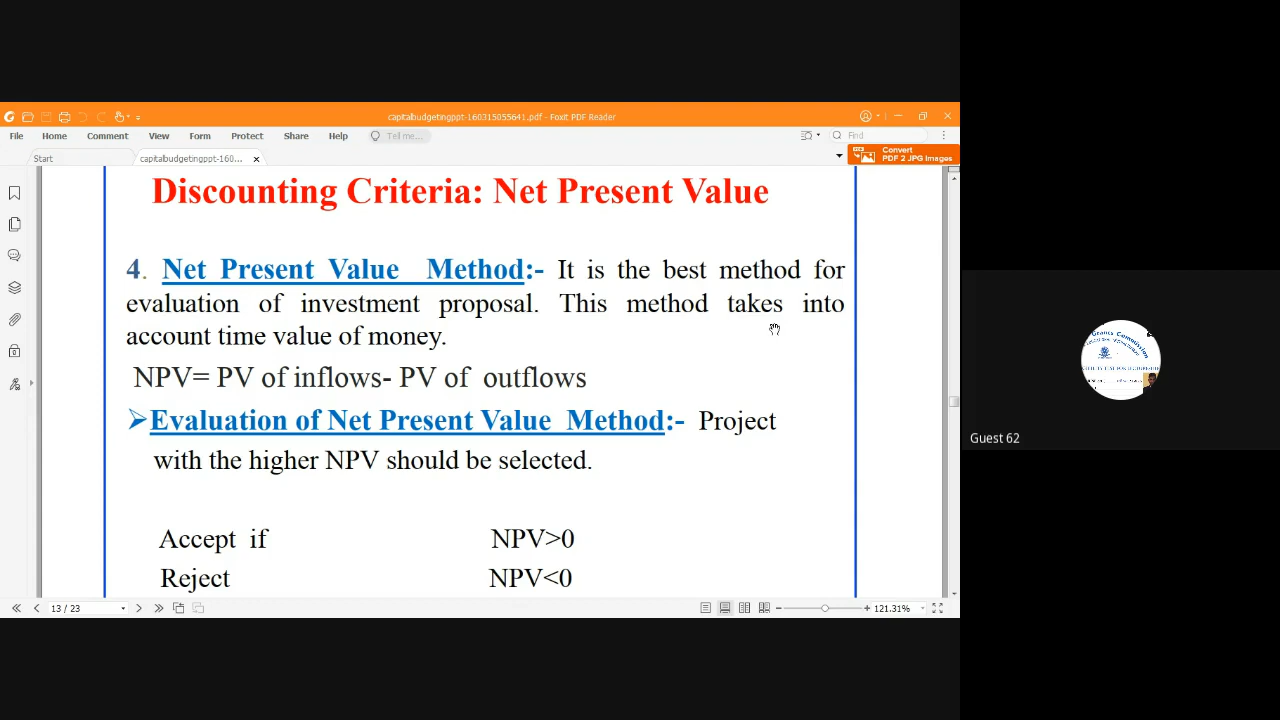 capitalbudgetingppt-160315055641.pdf - Foxit PDF Reader
File Home Comment View Form Protect Share Help Tell me... Find
Start capitalbudgetingppt-160... Convert
PDF 2 JPG Images
Discounting Criteria: Net Present Value
4. Net Present Value Method:- It is the best method for
evaluation of investment proposal. This method takes into
account time value of money.
NPV= PV of inflows- PV of outflows
➢Evaluation of Net Present Value Method:- Project
with the higher NPV should be selected.
Accept if NPV>0
Reject NPV<0
13 / 23 121.31%
Grants Commission
Guest 62